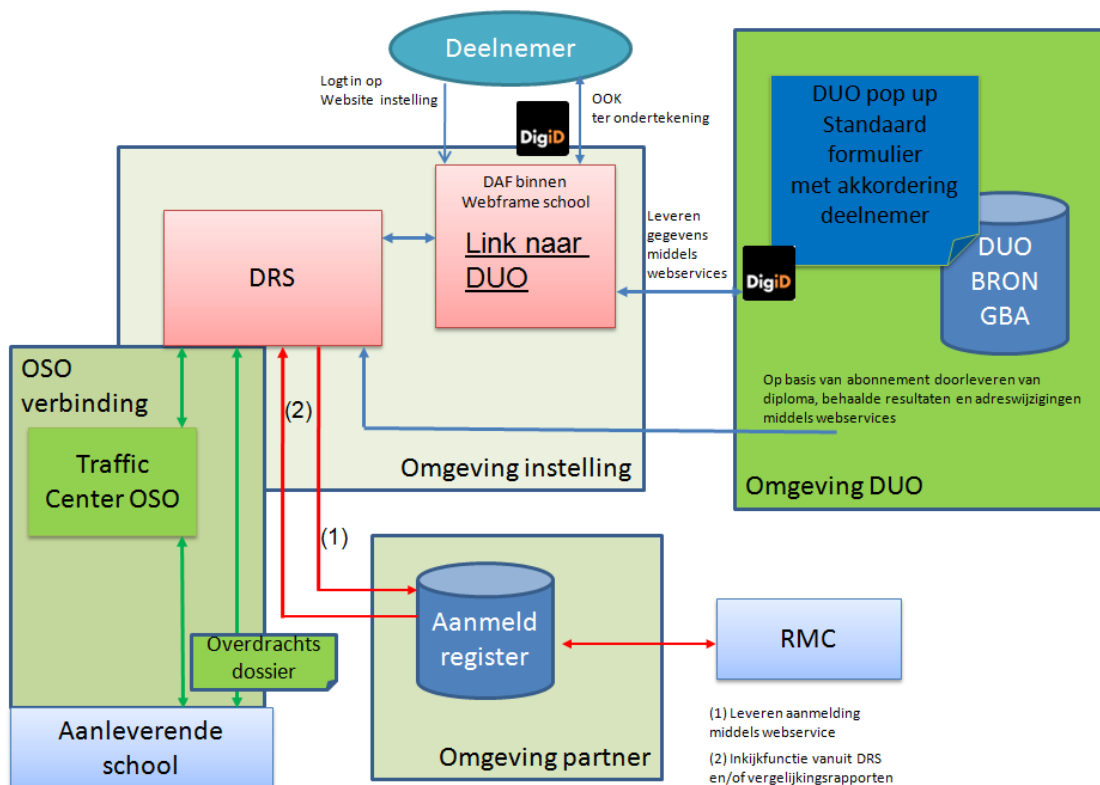 Deelnemer
Logt in op
Website instelling
DigiD
OOK
ter ondertekening
DAF binnen
Webframe school
Link naar
DUO
DRS
Leveren
gegevens
middels
webservices
DigiD
DUO pop up
Standaard
formulier
met akkordering
deelnemer
DUO
BRON
GBA
Op basis van abonnement doorleveren van
diploma, behaalde resultaten en adreswijzigingen
middels webservices
Omgeving DUO
OSO
verbinding
(2)
Omgeving instelling
Traffic
Center OSO
(1)
Aanmeld
register
RMC
Overdrachts
dossier
Aanleverende
school
Omgeving partner
(1) Leveren aanmelding
middels webservice
(2) Inkijkfunctie vanuit DRS
en/of vergelijkingsrapporten